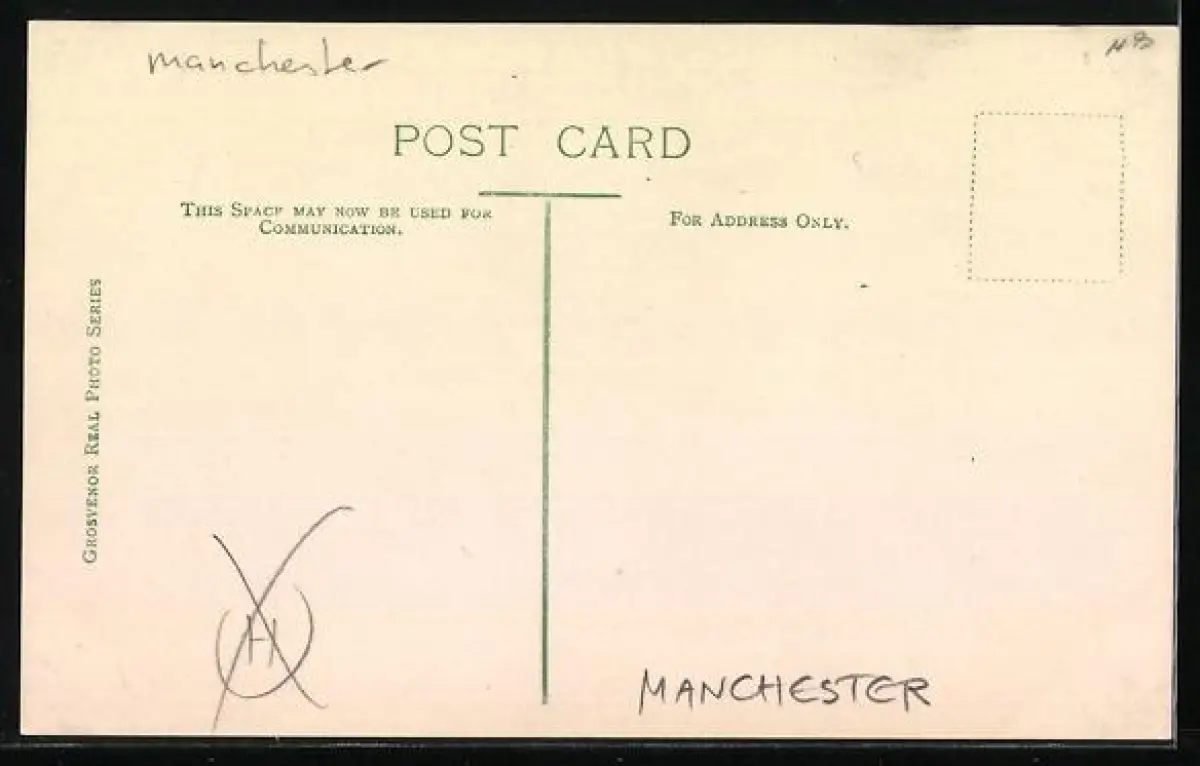 manchester
POST CARD
THIS SPACE MAY NOW BE USED FOR
COMMUNICATION.
FOR ADDRESS ONLY.
GROSVENOR REAL PHOTO SERIES
H
MANCHESTER